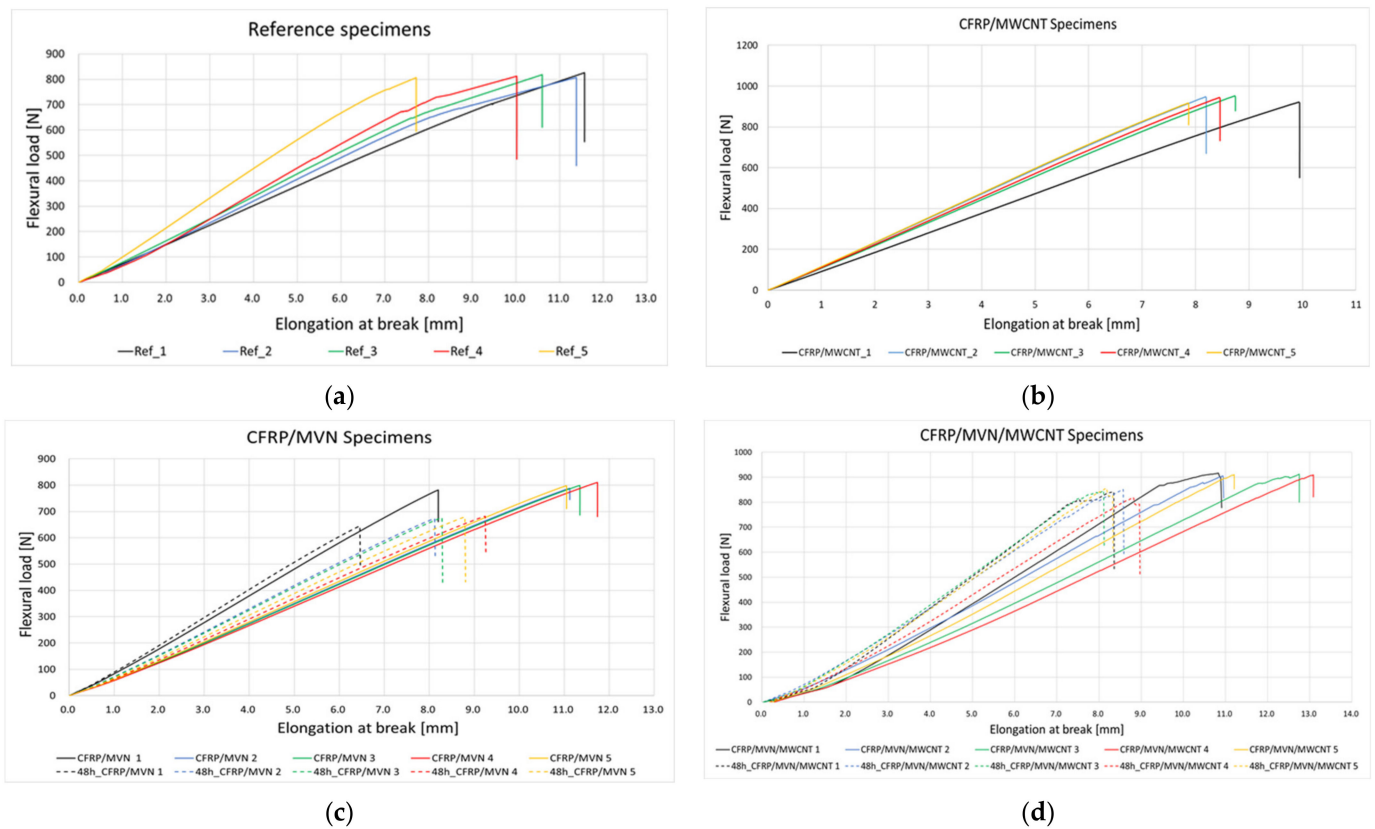 Reference specimens
Flexural load [N]
900
800
700
600
500
400
300
200
100
0
0.0 1.0 2.0 3.0 4.0 5.0 6.0 7.0 8.0 9.0 10.0 11.0 12.0 13.0
Elongation at break [mm]
Ref_1 Ref_2 Ref_3 Ref_4 Ref_5
(a)
CFRP/MWCNT Specimens
Flexural load [N]
1200
1000
800
600
400
200
0
0 1 2 3 4 5 6 7 8 9 10 11
Elongation at break [mm]
CFRP/MWCNT_1 CFRP/MWCNT_2 CFRP/MWCNT_3 CFRP/MWCNT_4 CFRP/MWCNT_5
(b)
CFRP/MVN Specimens
Flexural load [N]
900
800
700
600
500
400
300
200
100
0
0.0 1.0 2.0 3.0 4.0 5.0 6.0 7.0 8.0 9.0 10.0 11.0 12.0 13.0
Elongation at break [mm]
CFRP/MVN 1 CFRP/MVN 2 CFRP/MVN 3 CFRP/MVN 4 CFRP/MVN 5
48h_CFRP/MVN 1 48h_CFRP/MVN 2 48h_CFRP/MVN 3 48h_CFRP/MVN 4 48h_CFRP/MVN 5
(c)
CFRP/MVN/MWCNT Specimens
Flexural load [N]
1000
900
800
700
600
500
400
300
200
100
0
0.0 1.0 2.0 3.0 4.0 5.0 6.0 7.0 8.0 9.0 10.0 11.0 12.0 13.0 14.0
Elongation at break [mm]
CFRP/MVN/MWCNT 1 CFRP/MVN/MWCNT 2 CFRP/MVN/MWCNT 3 CFRP/MVN/MWCNT 4 CFRP/MVN/MWCNT 5
48h_CFRP/MVN/MWCNT 1 48h_CFRP/MVN/MWCNT 2 48h_CFRP/MVN/MWCNT 3 48h_CFRP/MVN/MWCNT 4 48h_CFRP/MVN/MWCNT 5
(d)